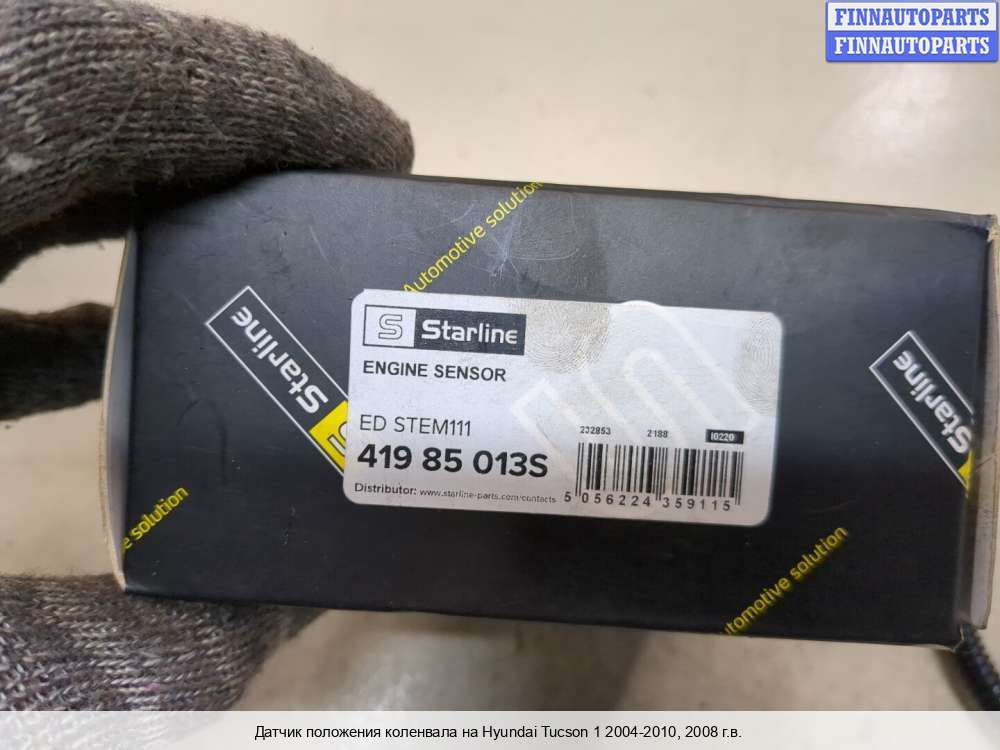 FINNAUTOPARTS
FINNAUTOPARTS
Automotive solution
S Starline
ENGINE SENSOR
ED STEM111
419 85 013S
232853 2188 I0220
Distributor: www.starline-parts.com/contacts
5 056224 359115
Starline S
Starline S
e solution
utomotive solution
Датчик положения коленвала на Hyundai Tucson 1 2004-2010, 2008 г.в.